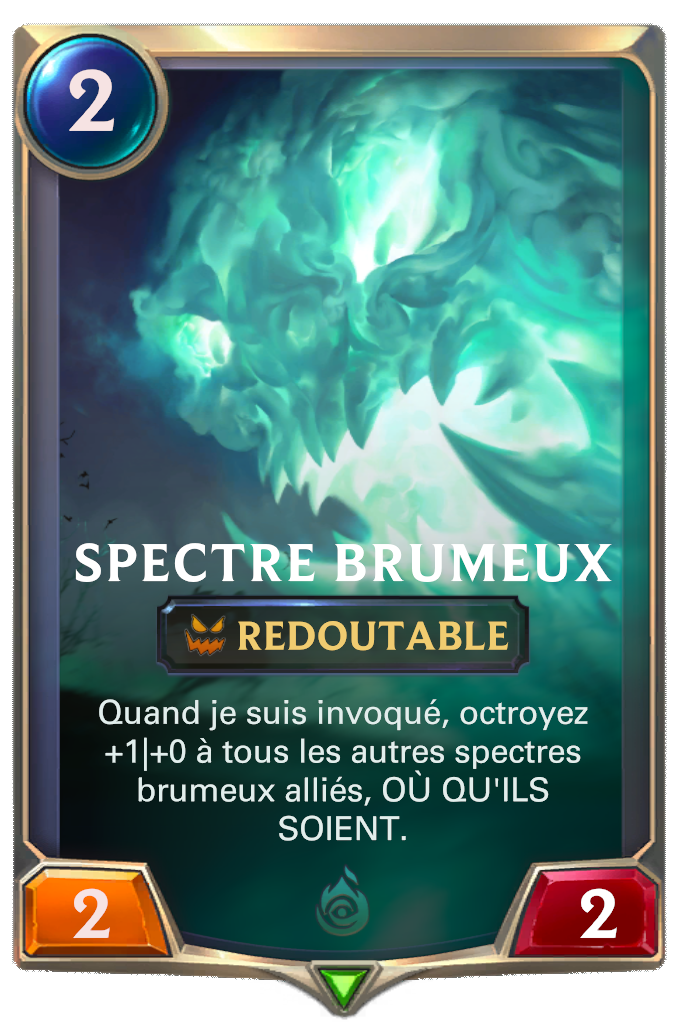 2
SPECTRE BRUMEUX
REDOUTABLE
Quand je suis invoqué, octroyez
+1|+0 à tous les autres spectres
brumeux alliés, OÙ QU'ILS
SOIENT.
2
2